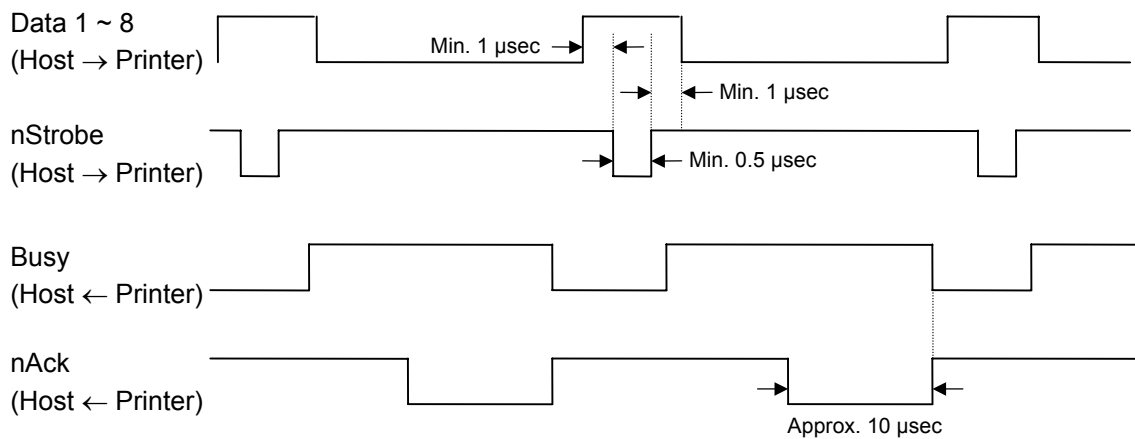 Data 1 ~ 8
(Host → Printer)
Min. 1 µsec
Min. 1 µsec
nStrobe
(Host → Printer)
Min. 0.5 µsec
Busy
(Host ← Printer)
nAck
(Host ← Printer)
Approx. 10 µsec